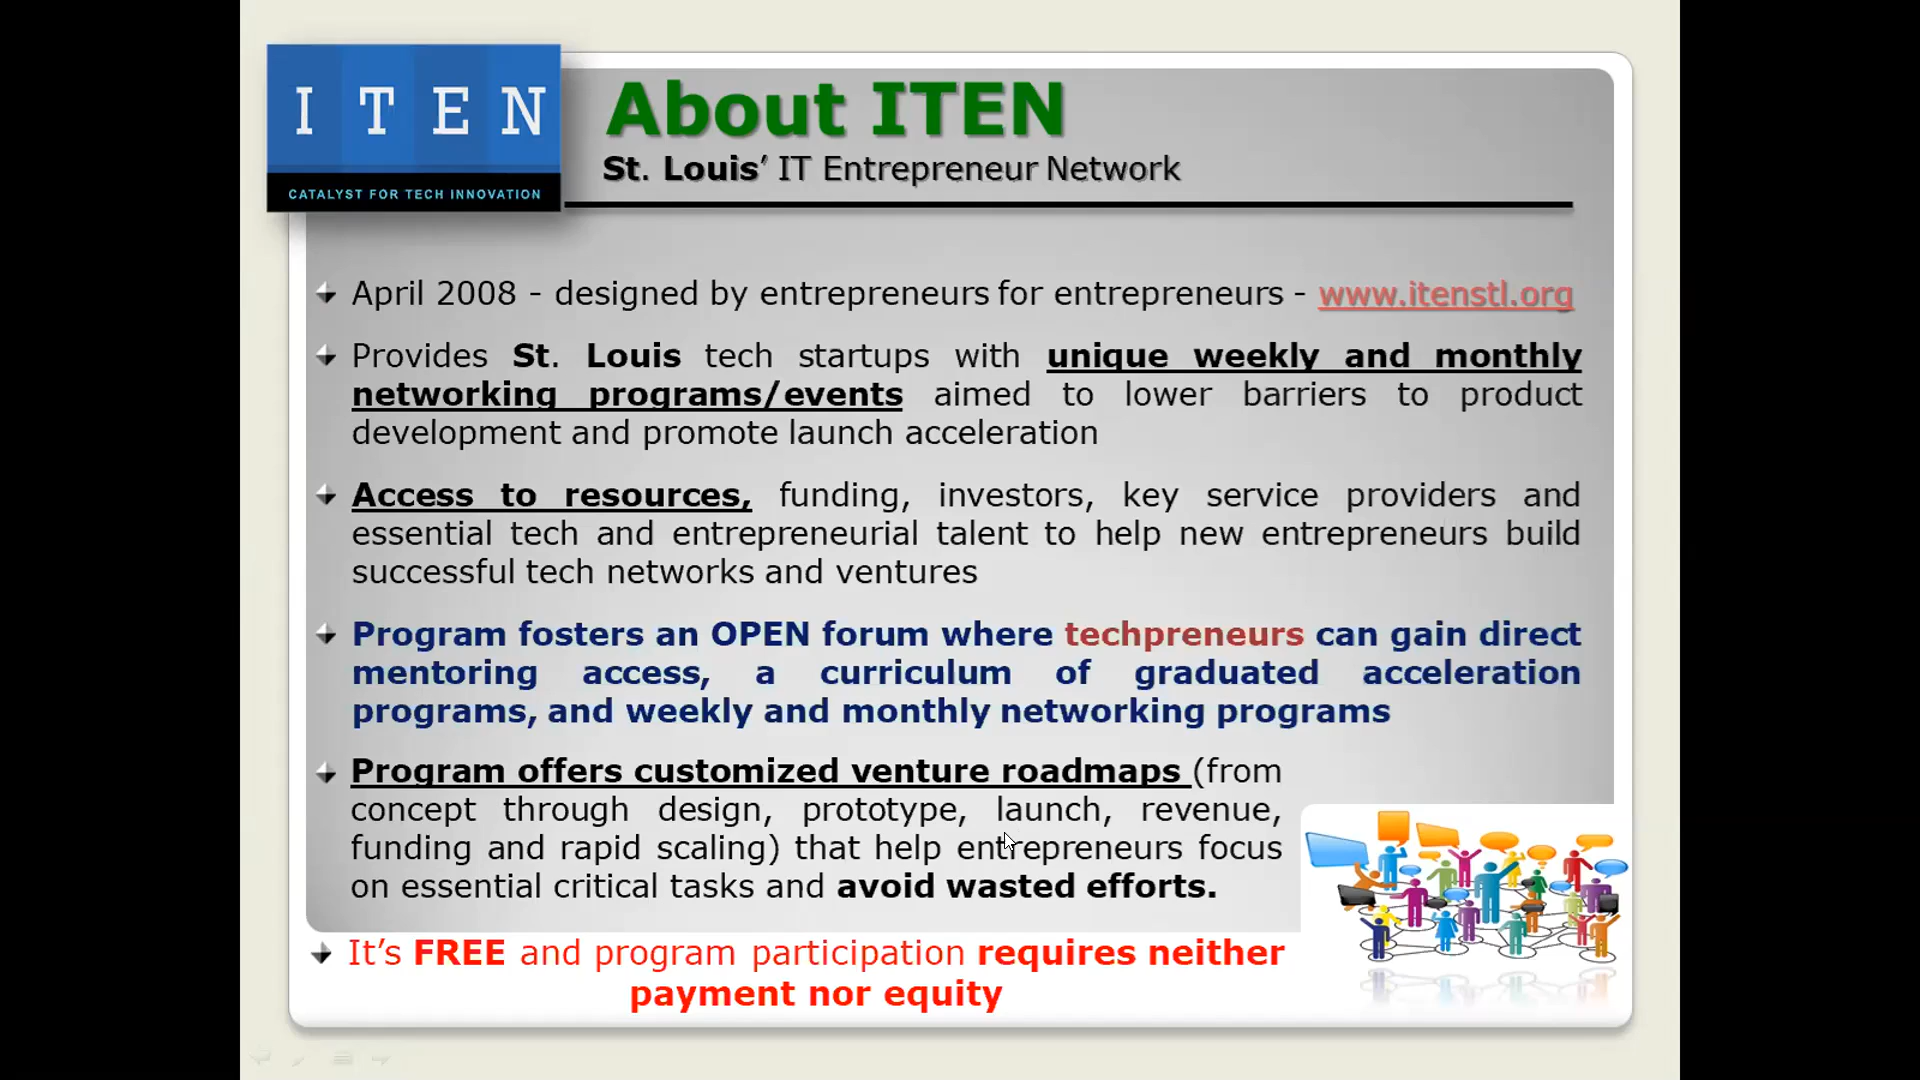 I T E N
CATALYST FOR TECH INNOVATION
About ITEN
St. Louis’ IT Entrepreneur Network
April 2008 - designed by entrepreneurs for entrepreneurs - www.itenstl.org
Provides St. Louis tech startups with unique weekly and monthly
networking programs/events aimed to lower barriers to product
development and promote launch acceleration
Access to resources, funding, investors, key service providers and
essential tech and entrepreneurial talent to help new entrepreneurs build
successful tech networks and ventures
Program fosters an OPEN forum where techpreneurs can gain direct
mentoring access, a curriculum of graduated acceleration
programs, and weekly and monthly networking programs
Program offers customized venture roadmaps (from
concept through design, prototype, launch, revenue,
funding and rapid scaling) that help entrepreneurs focus
on essential critical tasks and avoid wasted efforts.
It’s FREE and program participation requires neither
payment nor equity